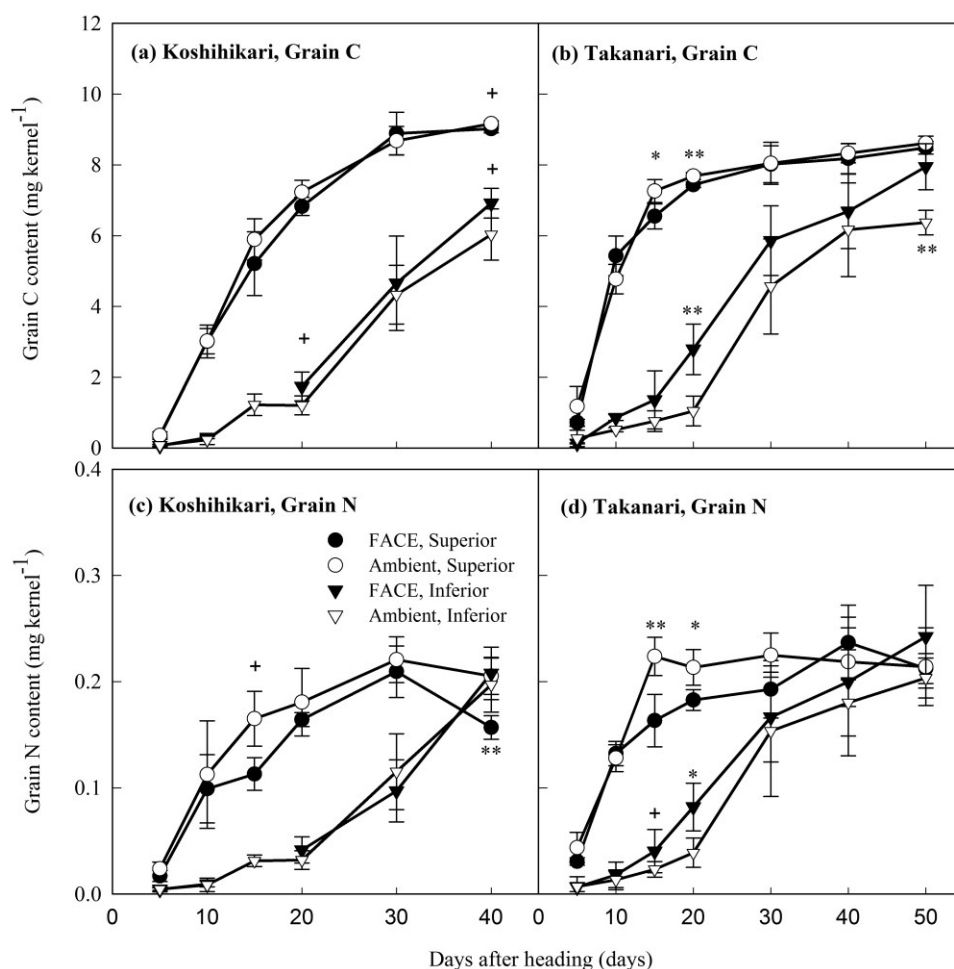 12
10
8
6
4
2
0
Grain C content (mg kernel⁻¹)
(a) Koshihikari, Grain C
+
+
+
(b) Takanari, Grain C
*
**
**
**
0.4
0.3
0.2
0.1
0.0
Grain N content (mg kernel⁻¹)
(c) Koshihikari, Grain N
FACE, Superior
Ambient, Superior
FACE, Inferior
Ambient, Inferior
+
**
(d) Takanari, Grain N
**
*
*
+
0 10 20 30 40 0 10 20 30 40 50
Days after heading (days)